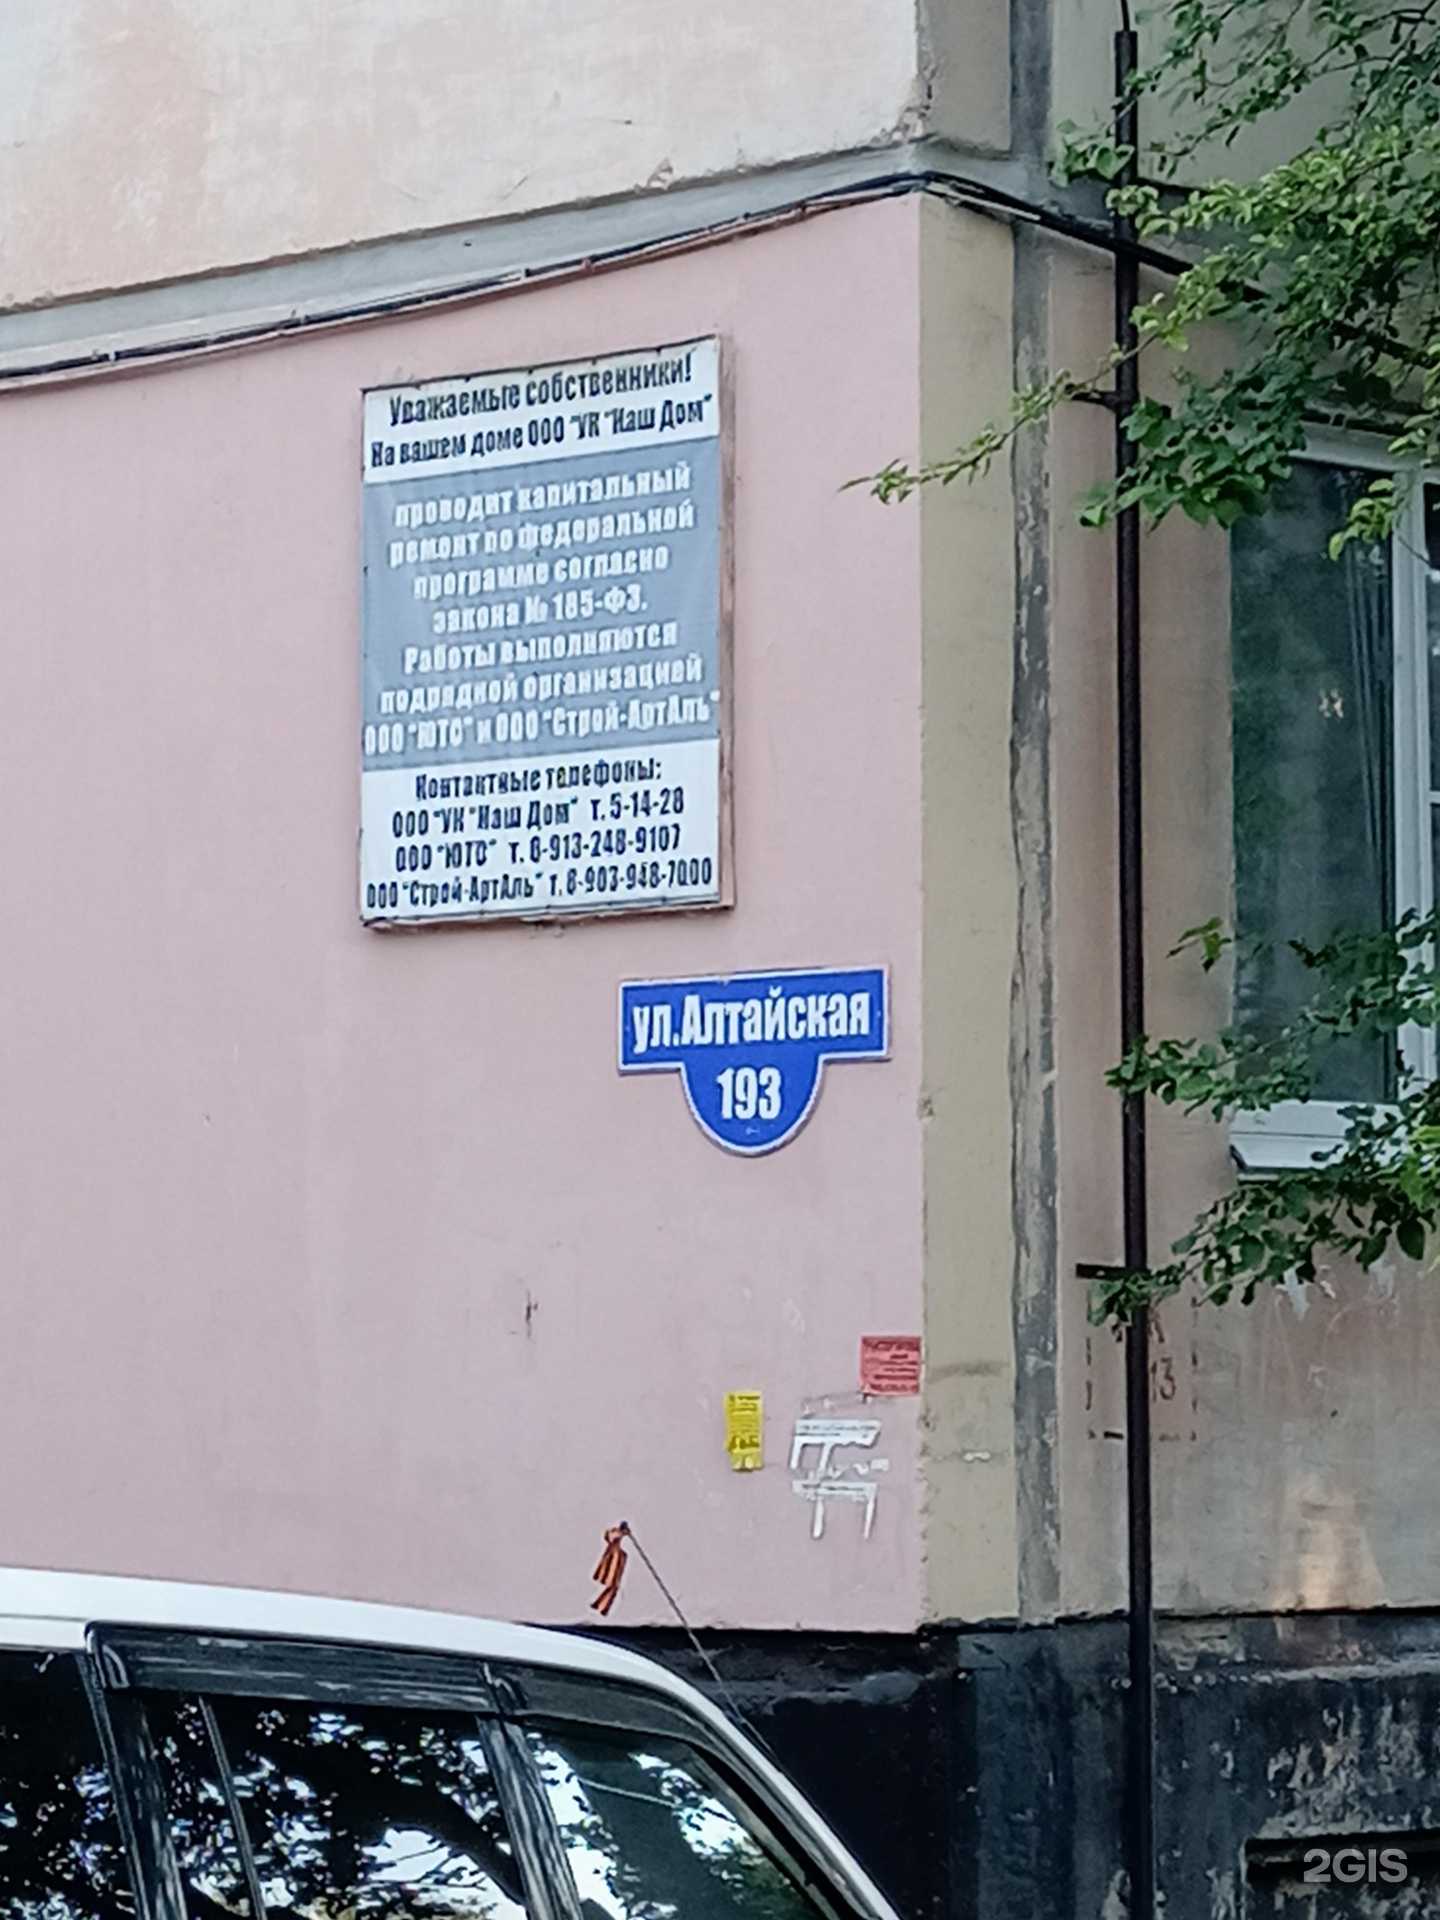 Уважаемые собственники!
На вашем доме ООО "УК "Наш Дом"
проводит капитальный
ремонт по федеральной
программе согласно
закона № 185-ФЗ.
Работы выполняются
подрядной организацией
ООО "ЮТС" и ООО "Строй-АртАль"
Контактные телефоны:
ООО "УК "Наш Дом" т. 5-14-28
ООО "ЮТС" т. 8-913-248-9107
ООО "Строй-АртАль" т. 8-903-948-7000
ул.Алтайская
193
13
2GIS